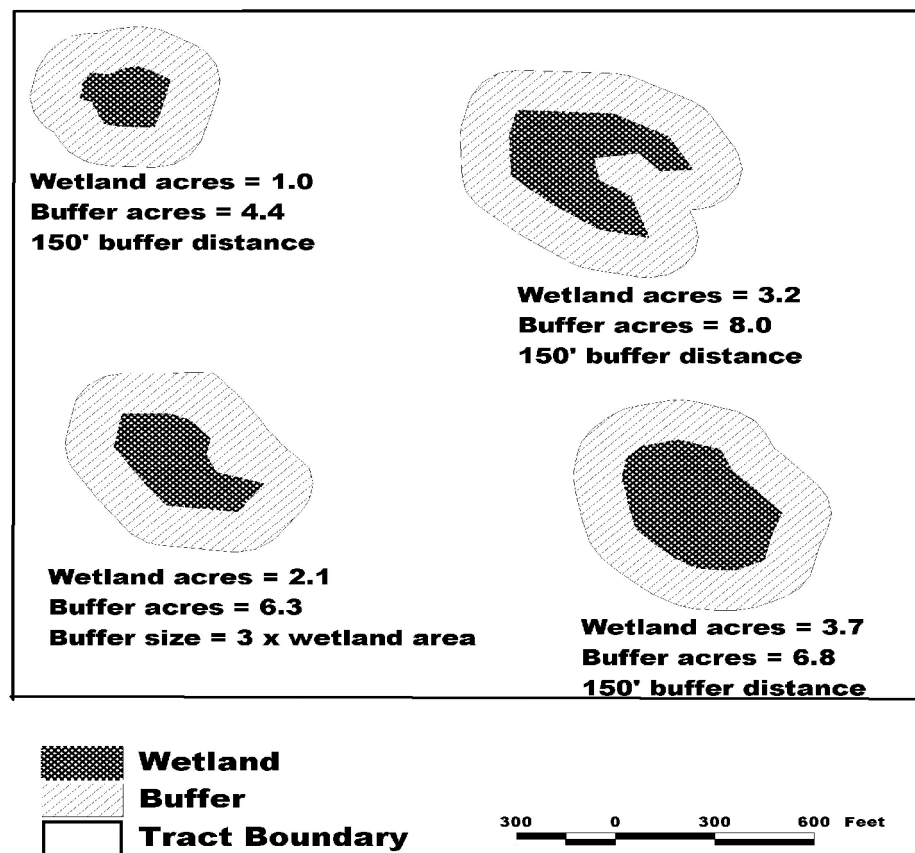 Wetland acres = 1.0
Buffer acres = 4.4
150' buffer distance
Wetland acres = 3.2
Buffer acres = 8.0
150' buffer distance
Wetland acres = 2.1
Buffer acres = 6.3
Buffer size = 3 x wetland area
Wetland acres = 3.7
Buffer acres = 6.8
150' buffer distance
Wetland
Buffer
Tract Boundary
300 0 300 600 Feet